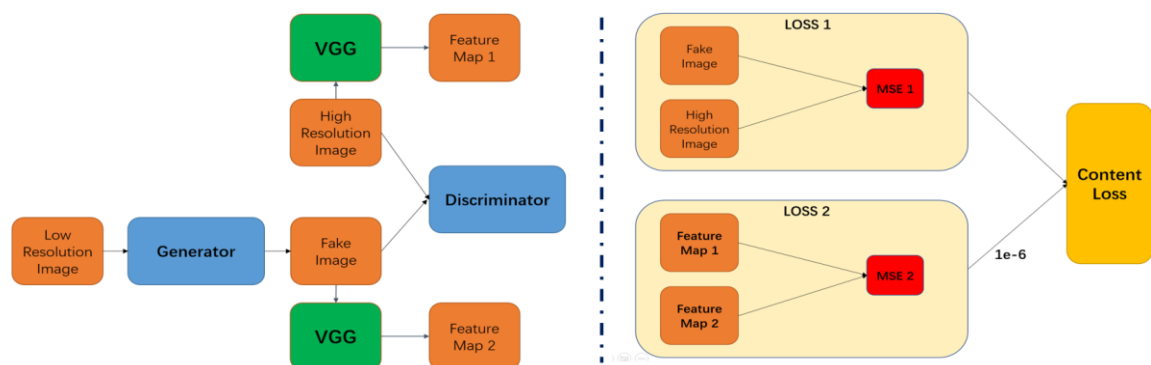 VGG
Feature
Map 1
High
Resolution
Image
Discriminator
Low
Resolution
Image
Generator
Fake
Image
VGG
Feature
Map 2
LOSS 1
Fake
Image
High
Resolution
Image
MSE 1
LOSS 2
Feature
Map 1
Feature
Map 2
MSE 2
1e-6
Content
Loss